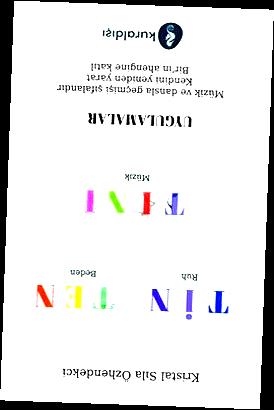 Kristal Sıla Özhendekci
TİN TEN
Ruh Beden
TINI
Müzik
UYGULAMALAR
Müzik ve dansla geçmişi şifalandır
Kendini yeniden yarat
Bir'in ahengine katıl
kuraldışı